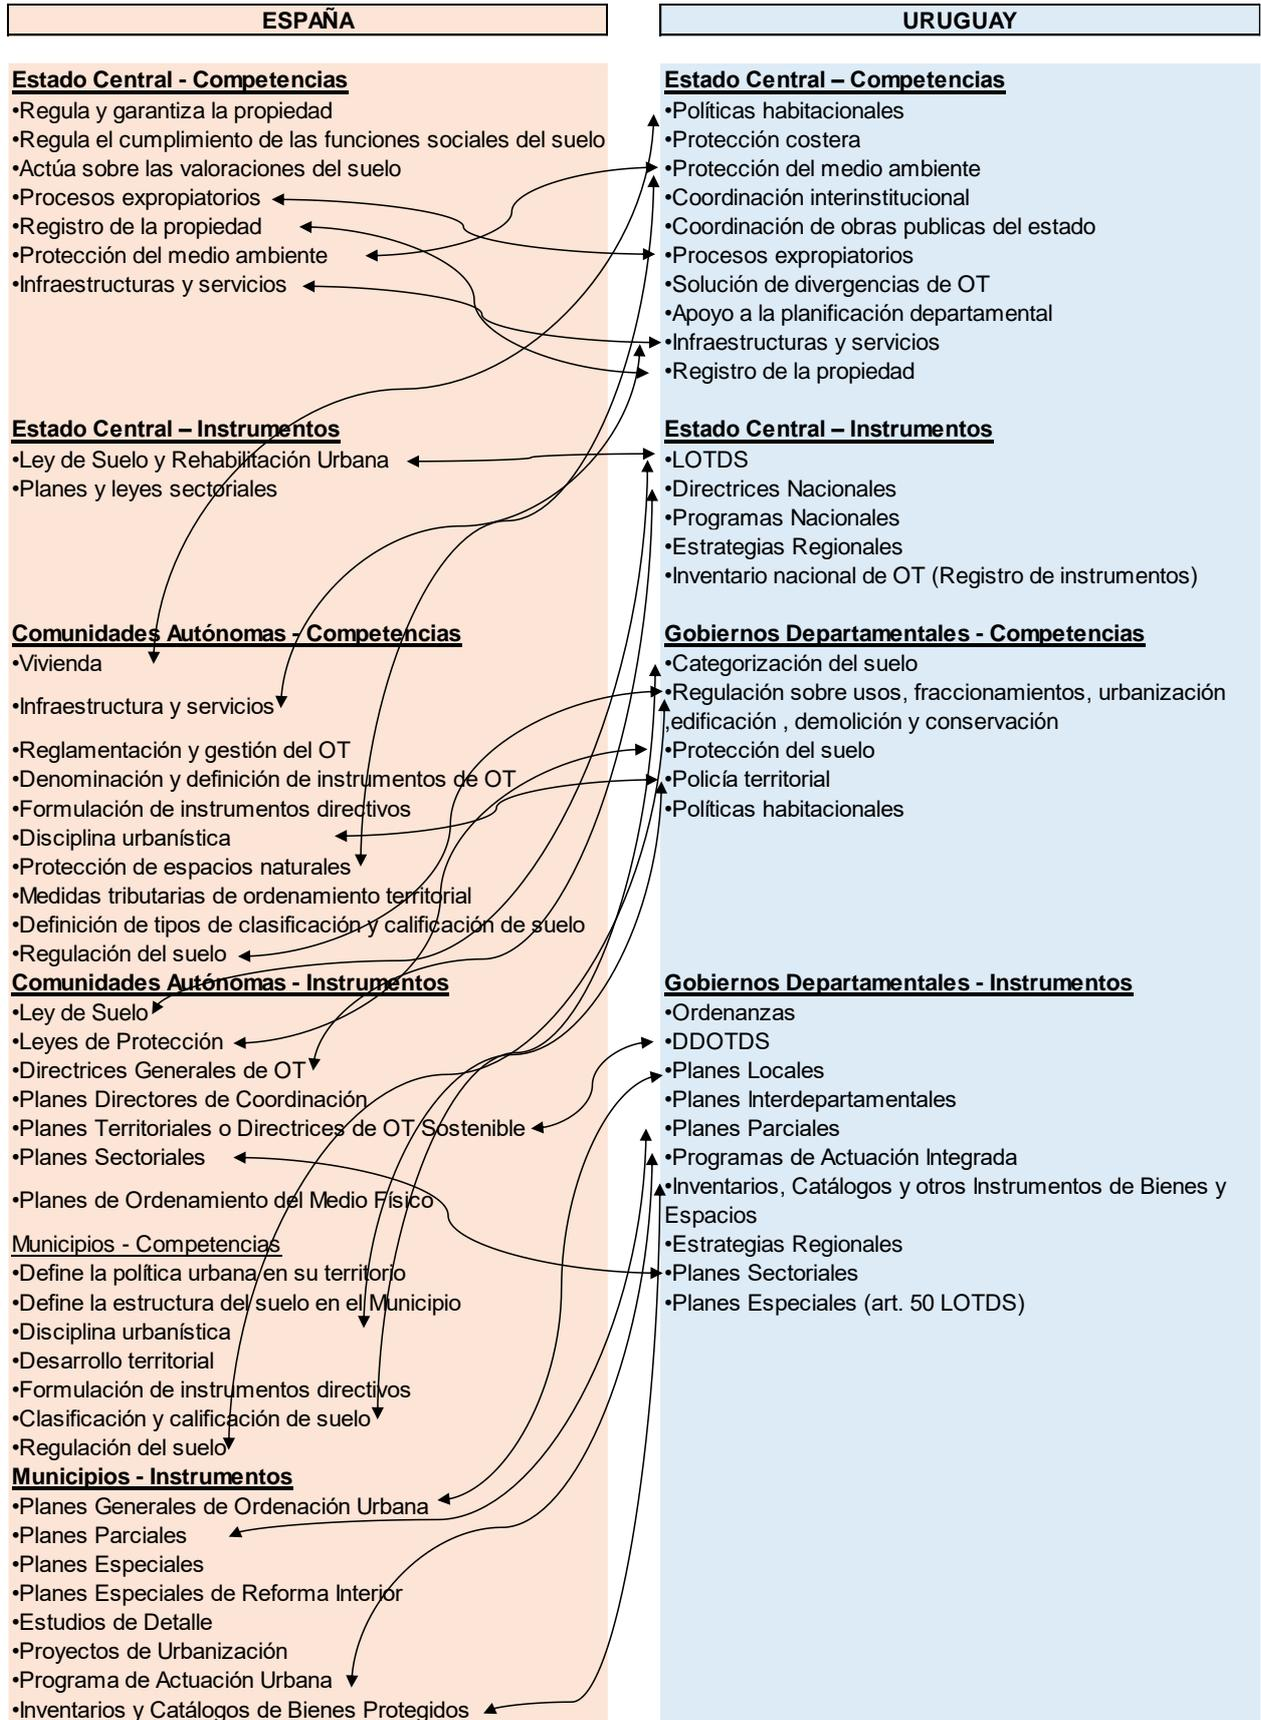 ESPAÑA
Estado Central - Competencias
•Regula y garantiza la propiedad
•Regula el cumplimiento de las funciones sociales del suelo
•Actúa sobre las valoraciones del suelo
•Procesos expropiatorios
•Registro de la propiedad
•Protección del medio ambiente
•Infraestructuras y servicios
Estado Central – Instrumentos
•Ley de Suelo y Rehabilitación Urbana
•Planes y leyes sectoriales
Comunidades Autónomas - Competencias
•Vivienda
•Infraestructura y servicios
•Reglamentación y gestión del OT
•Denominación y definición de instrumentos de OT
•Formulación de instrumentos directivos
•Disciplina urbanística
•Protección de espacios naturales
•Medidas tributarias de ordenamiento territorial
•Definición de tipos de clasificación y calificación de suelo
•Regulación del suelo
Comunidades Autónomas - Instrumentos
•Ley de Suelo
•Leyes de Protección
•Directrices Generales de OT
•Planes Directores de Coordinación
•Planes Territoriales o Directrices de OT Sostenible
•Planes Sectoriales
•Planes de Ordenamiento del Medio Físico
Municipios - Competencias
•Define la política urbana en su territorio
•Define la estructura del suelo en el Municipio
•Disciplina urbanística
•Desarrollo territorial
•Formulación de instrumentos directivos
•Clasificación y calificación de suelo
•Regulación del suelo
Municipios - Instrumentos
•Planes Generales de Ordenación Urbana
•Planes Parciales
•Planes Especiales
•Planes Especiales de Reforma Interior
•Estudios de Detalle
•Proyectos de Urbanización
•Programa de Actuación Urbana
•Inventarios y Catálogos de Bienes Protegidos
URUGUAY
Estado Central – Competencias
•Políticas habitacionales
•Protección costera
•Protección del medio ambiente
•Coordinación interinstitucional
•Coordinación de obras publicas del estado
•Procesos expropiatorios
•Solución de divergencias de OT
•Apoyo a la planificación departamental
•Infraestructuras y servicios
•Registro de la propiedad
Estado Central – Instrumentos
•LOTDS
•Directrices Nacionales
•Programas Nacionales
•Estrategias Regionales
•Inventario nacional de OT (Registro de instrumentos)
Gobiernos Departamentales - Competencias
•Categorización del suelo
•Regulación sobre usos, fraccionamientos, urbanización
,edificación , demolición y conservación
•Protección del suelo
•Policía territorial
•Políticas habitacionales
Gobiernos Departamentales - Instrumentos
•Ordenanzas
•DDOTDS
•Planes Locales
•Planes Interdepartamentales
•Planes Parciales
•Programas de Actuación Integrada
•Inventarios, Catálogos y otros Instrumentos de Bienes y
Espacios
•Estrategias Regionales
•Planes Sectoriales
•Planes Especiales (art. 50 LOTDS)